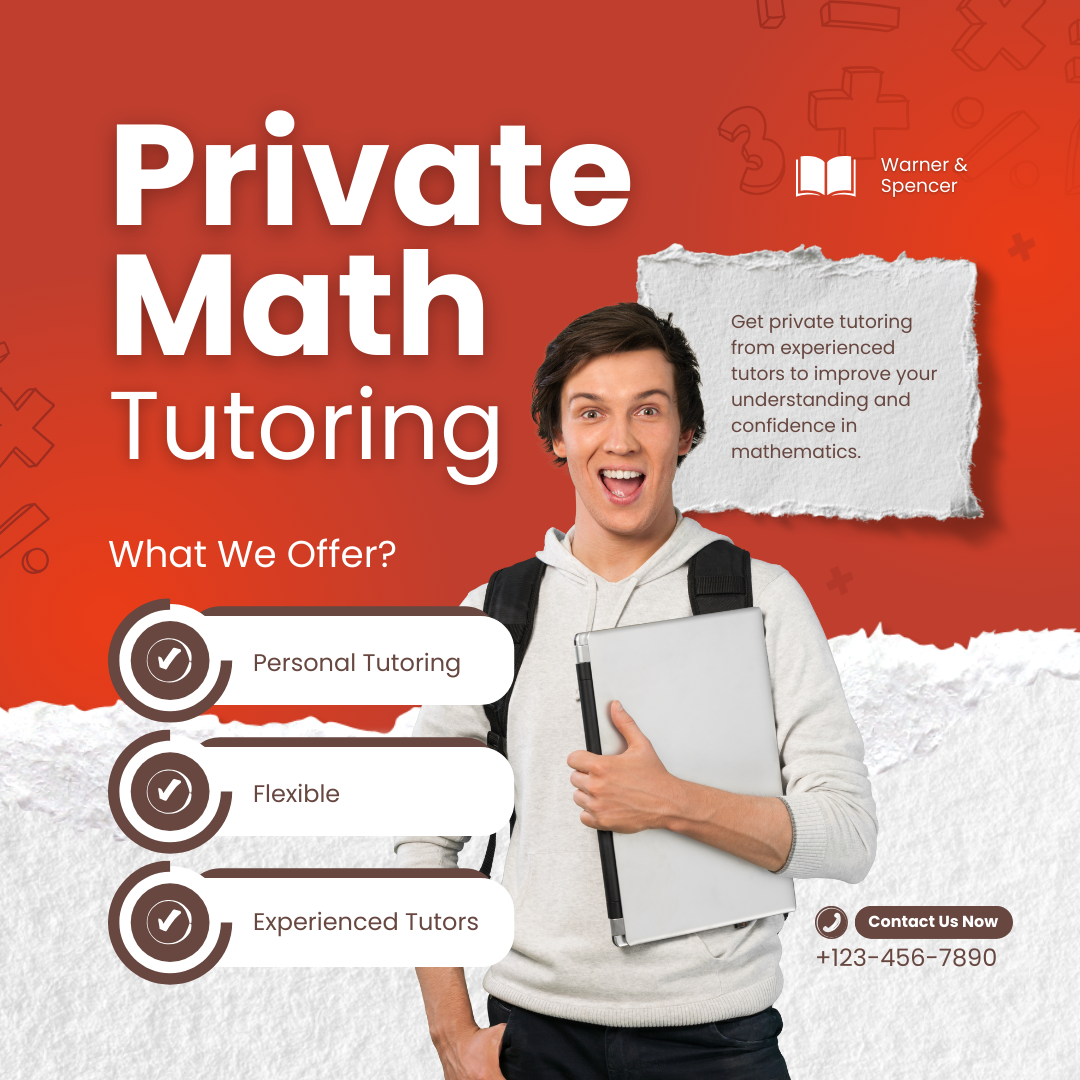 Private
Math
Tutoring
Warner &
Spencer
Get private tutoring
from experienced
tutors to improve your
understanding and
confidence in
mathematics.
What We Offer?
Personal Tutoring
Flexible
Experienced Tutors
Contact Us Now
+123-456-7890